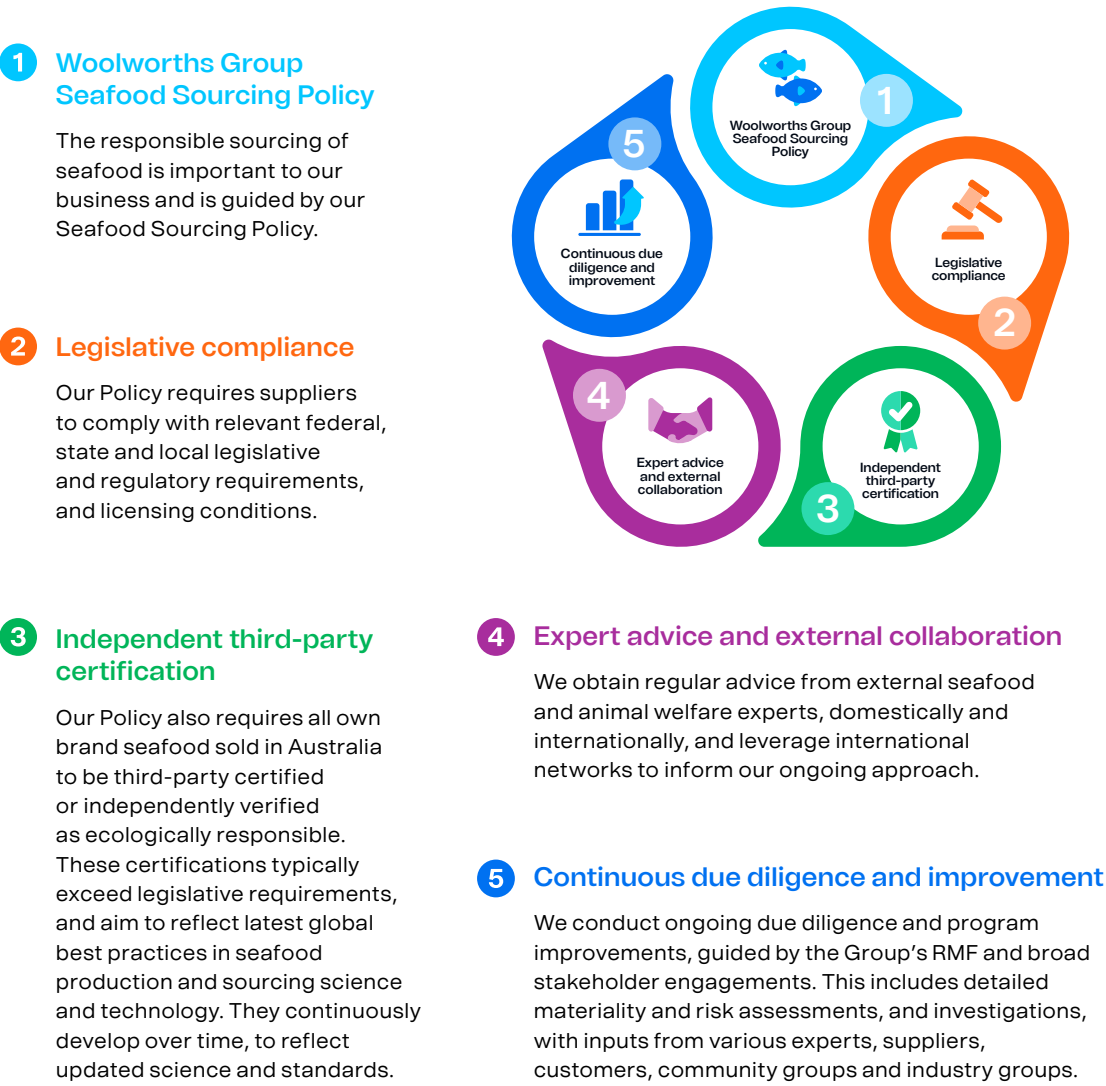 1 Woolworths Group
Seafood Sourcing Policy
The responsible sourcing of
seafood is important to our
business and is guided by our
Seafood Sourcing Policy.
2 Legislative compliance
Our Policy requires suppliers
to comply with relevant federal,
state and local legislative
and regulatory requirements,
and licensing conditions.
1
Woolworths Group
Seafood Sourcing
Policy
2
Legislative
compliance
3
Independent
third-party
certification
4
Expert advice
and external
collaboration
5
Continuous due
diligence and
improvement
3 Independent third-party
certification
Our Policy also requires all own
brand seafood sold in Australia
to be third-party certified
or independently verified
as ecologically responsible.
These certifications typically
exceed legislative requirements,
and aim to reflect latest global
best practices in seafood
production and sourcing science
and technology. They continuously
develop over time, to reflect
updated science and standards.
4 Expert advice and external collaboration
We obtain regular advice from external seafood
and animal welfare experts, domestically and
internationally, and leverage international
networks to inform our ongoing approach.
5 Continuous due diligence and improvement
We conduct ongoing due diligence and program
improvements, guided by the Group’s RMF and broad
stakeholder engagements. This includes detailed
materiality and risk assessments, and investigations,
with inputs from various experts, suppliers,
customers, community groups and industry groups.